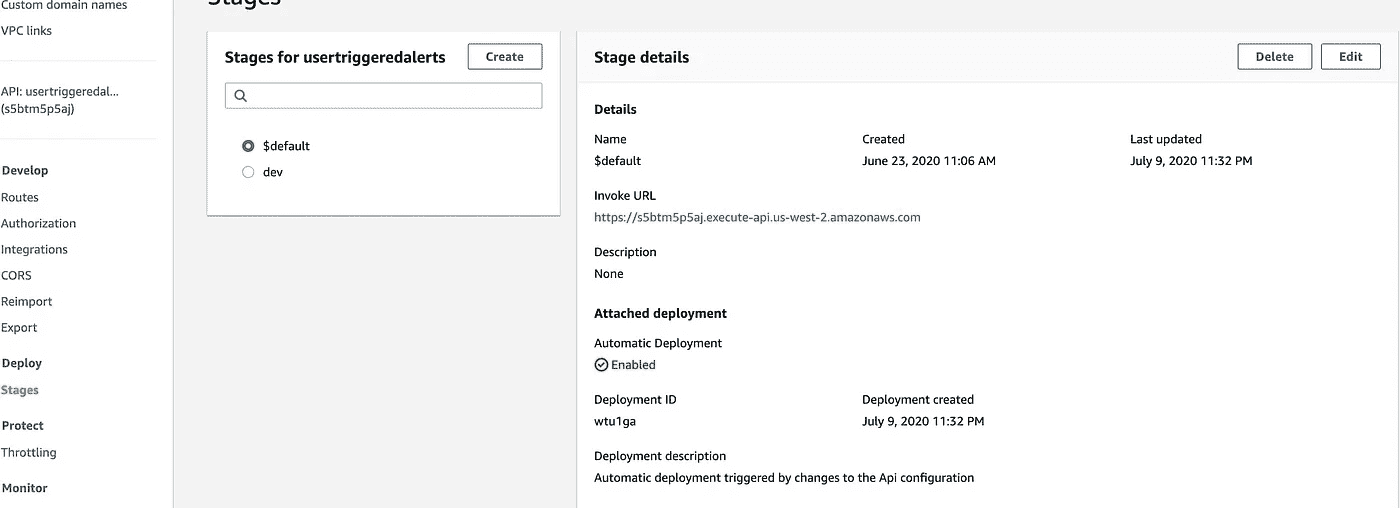 Custom domain names
VPC links
API: usertriggeredal...
(s5btm5p5aj)
Develop
Routes
Authorization
Integrations
CORS
Reimport
Export
Deploy
Stages
Protect
Throttling
Monitor
Stages
Stages for usertriggeredalerts
Create
$default
dev
Stage details
Delete
Edit
Details
Name
Created
Last updated
$default
June 23, 2020 11:06 AM
July 9, 2020 11:32 PM
Invoke URL
https://s5btm5p5aj.execute-api.us-west-2.amazonaws.com
Description
None
Attached deployment
Automatic Deployment
Enabled
Deployment ID
Deployment created
wtu1ga
July 9, 2020 11:32 PM
Deployment description
Automatic deployment triggered by changes to the Api configuration